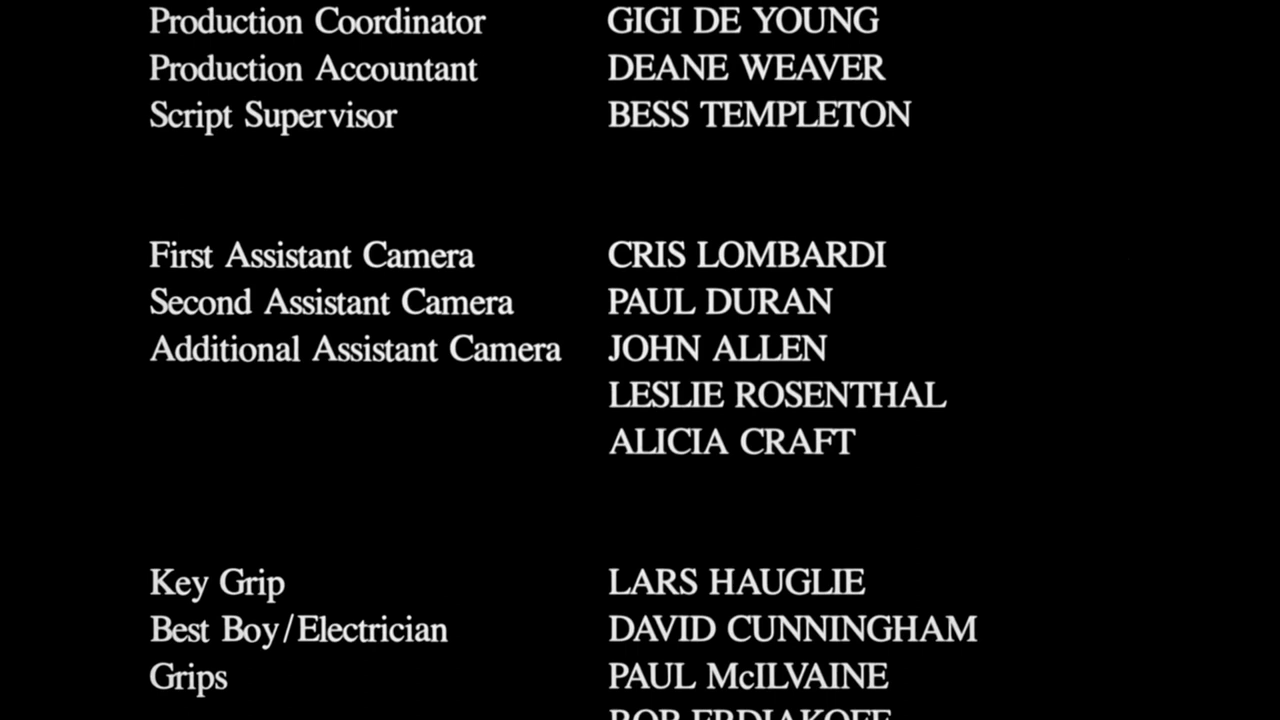 Production Coordinator GIGI DE YOUNG
Production Accountant DEANE WEAVER
Script Supervisor BESS TEMPLETON
First Assistant Camera CRIS LOMBARDI
Second Assistant Camera PAUL DURAN
Additional Assistant Camera JOHN ALLEN
LESLIE ROSENTHAL
ALICIA CRAFT
Key Grip LARS HAUGLIE
Best Boy/Electrician DAVID CUNNINGHAM
Grips PAUL McILVAINE